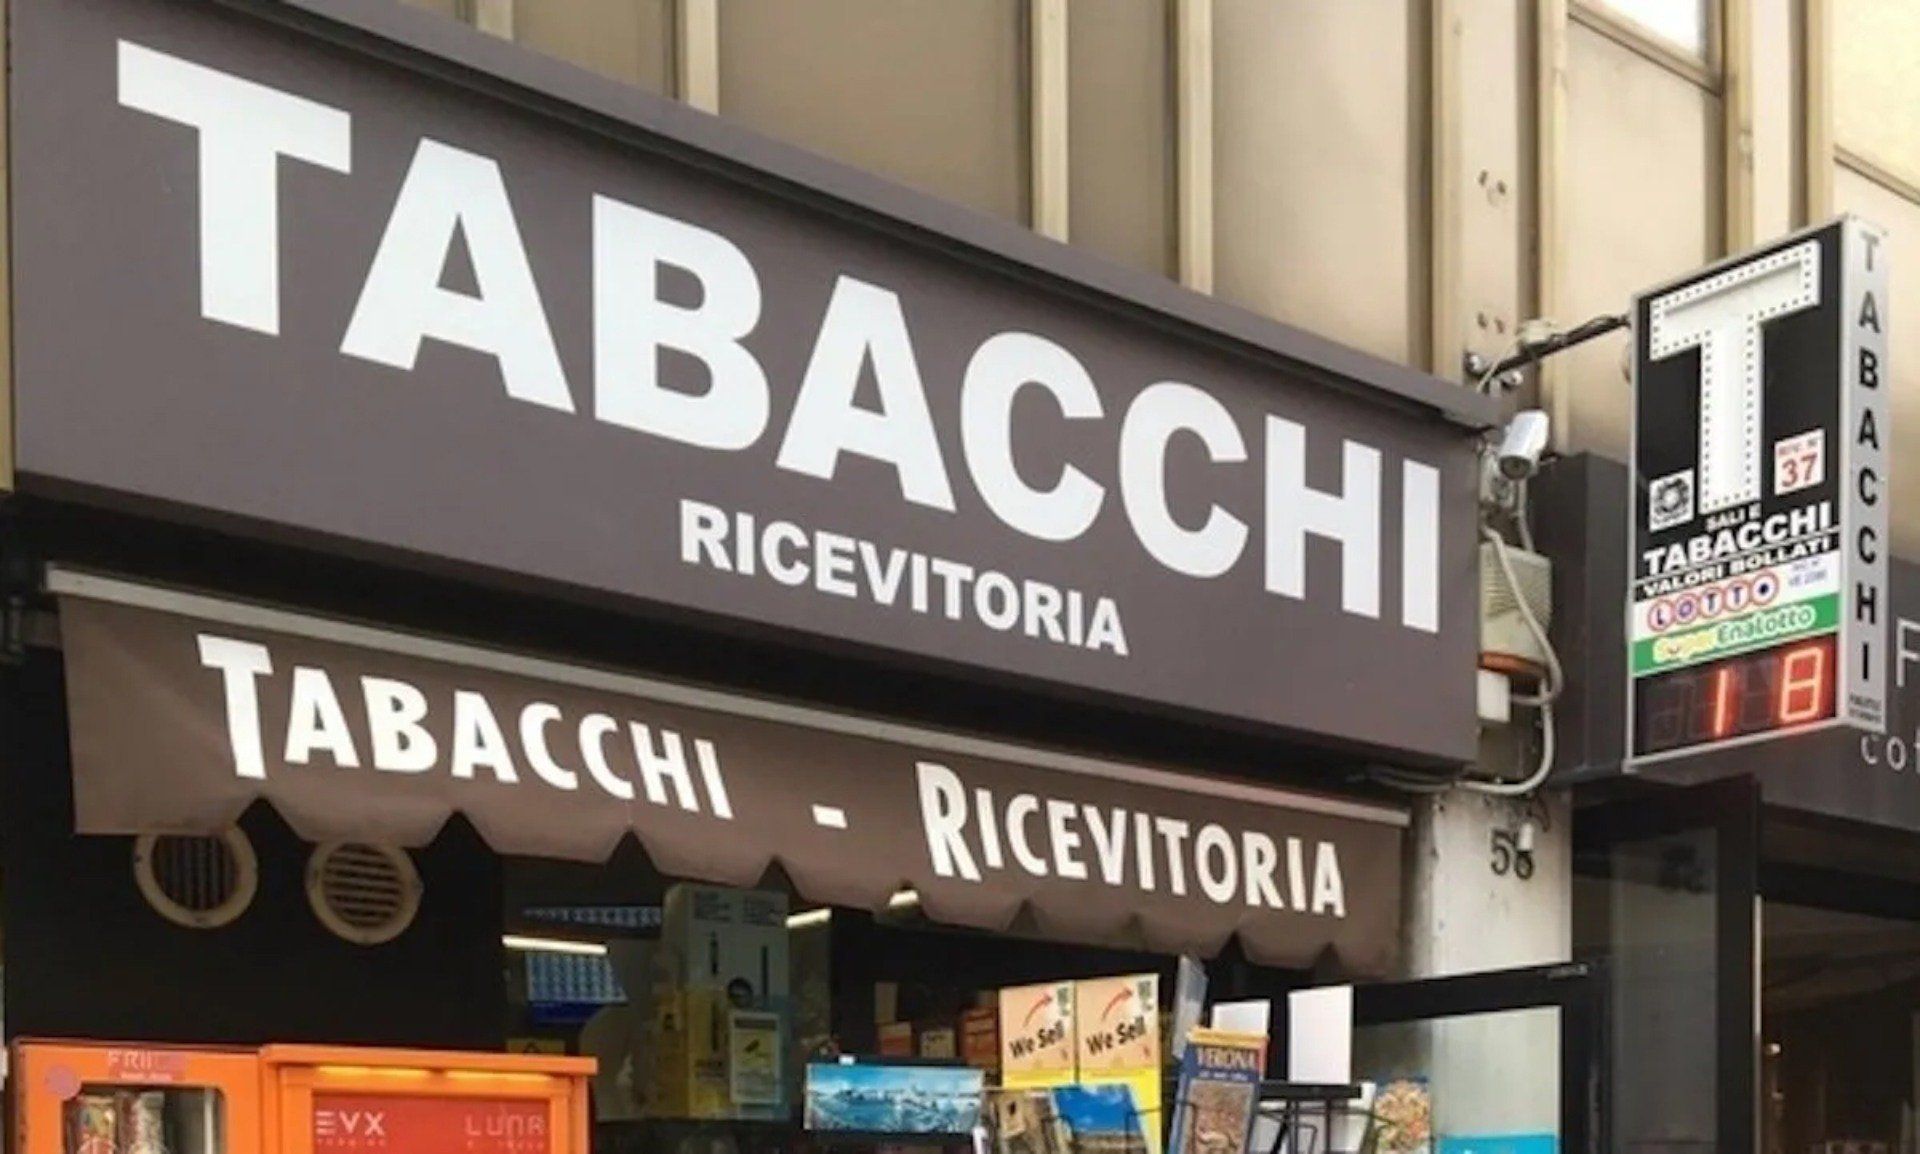 TABACCHI
RICEVITORIA
TABACCHI - RICEVITORIA
T
37
SALI E
TABACCHI
VALORI BOLLATI
LOTTO
SuperEnalotto
18
TABACCHI
58
We Sell
We Sell
VERONA
EVX
LUNA